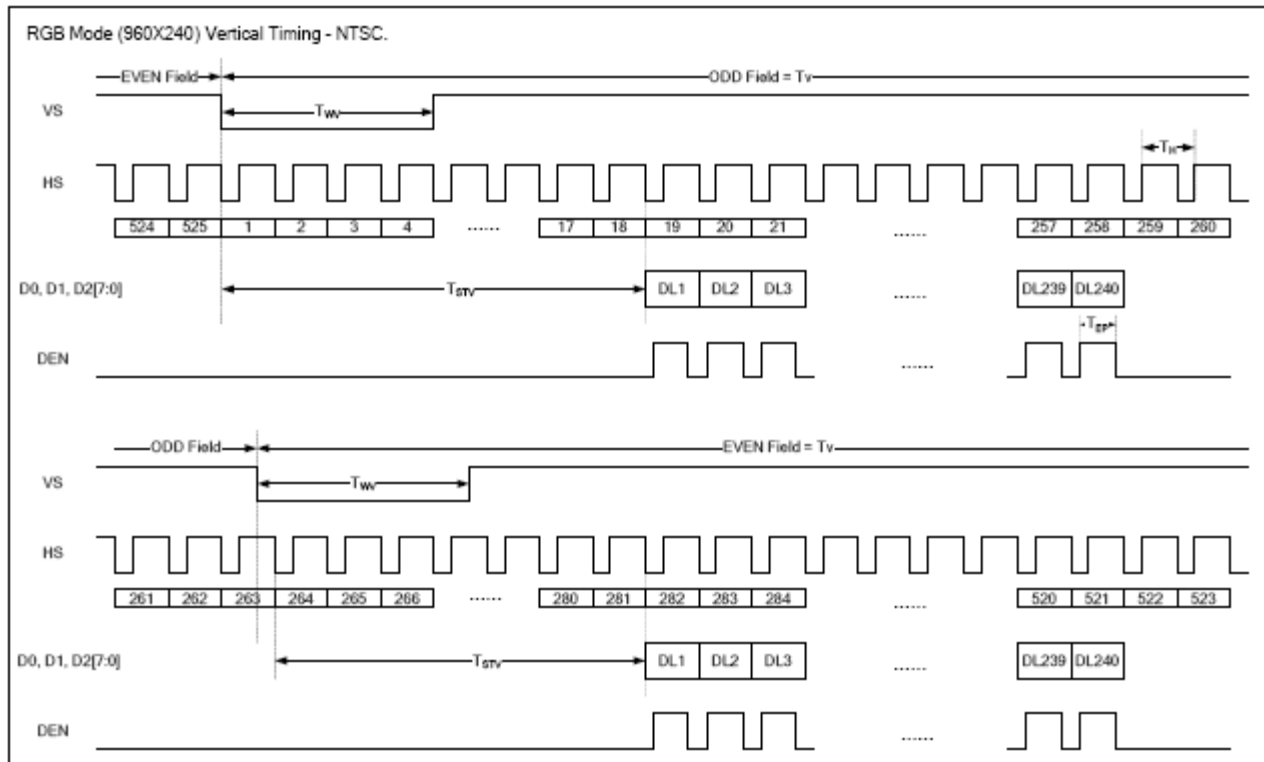 RGB Mode (960X240) Vertical Timing - NTSC.
EVEN Field ODD Field = Tv
VS TWV
TH
HS
524 525 1 2 3 4 ...... 17 18 19 20 21 ...... 257 258 259 260
D0, D1, D2[7:0] TSTV DL1 DL2 DL3 ...... DL239 DL240
TEP
DEN ...... 
ODD Field EVEN Field = Tv
VS TWV
HS
261 262 263 264 265 266 ...... 280 281 282 283 284 ...... 520 521 522 523
D0, D1, D2[7:0] TSTV DL1 DL2 DL3 ...... DL239 DL240
DEN ......